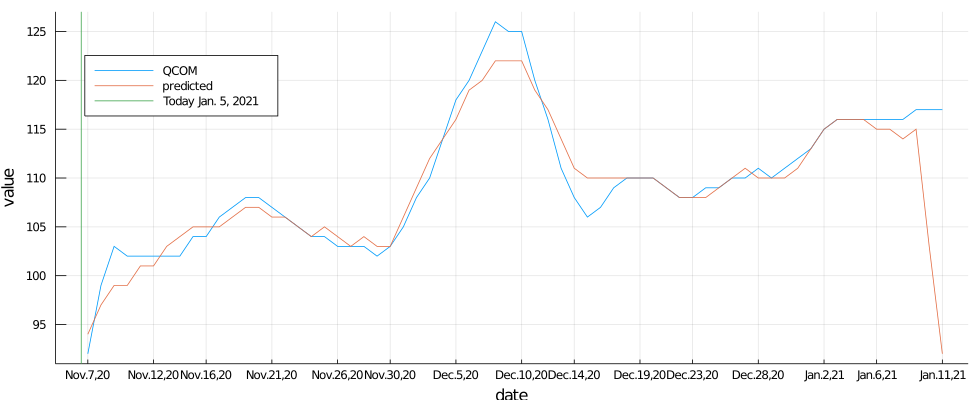 125
120
115
110
105
100
95
value
QCOM
predicted
Today Jan. 5, 2021
Nov.7,20 Nov.12,20 Nov.16,20 Nov.21,20 Nov.26,20 Nov.30,20 Dec.5,20 Dec.10,20 Dec.14,20 Dec.19,20 Dec.23,20 Dec.28,20 Jan.2,21 Jan.6,21 Jan.11,21
date